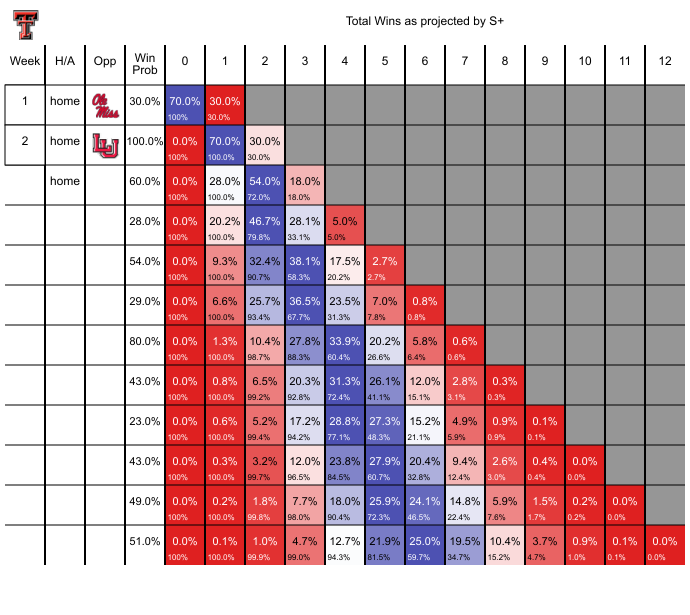 T
Total Wins as projected by S+
Week H/A Opp Win Prob 0 1 2 3 4 5 6 7 8 9 10 11 12
1 home Ole Miss 30.0% 70.0% 30.0%
100% 30.0%
2 home LU 100.0% 0.0% 70.0% 30.0%
100% 100.0% 30.0%
home 60.0% 0.0% 28.0% 54.0% 18.0%
100% 100.0% 72.0% 18.0%
28.0% 0.0% 20.2% 46.7% 28.1% 5.0%
100% 100.0% 79.8% 33.1% 5.0%
54.0% 0.0% 9.3% 32.4% 38.1% 17.5% 2.7%
100% 100.0% 90.7% 58.3% 20.2% 2.7%
29.0% 0.0% 6.6% 25.7% 36.5% 23.5% 7.0% 0.8%
100% 100.0% 93.4% 67.7% 31.3% 7.8% 0.8%
80.0% 0.0% 1.3% 10.4% 27.8% 33.9% 20.2% 5.8% 0.6%
100% 100.0% 98.7% 88.3% 60.4% 26.6% 6.4% 0.6%
43.0% 0.0% 0.8% 6.5% 20.3% 31.3% 26.1% 12.0% 2.8% 0.3%
100% 100.0% 99.2% 92.8% 72.4% 41.1% 15.1% 3.1% 0.3%
23.0% 0.0% 0.6% 5.2% 17.2% 28.8% 27.3% 15.2% 4.9% 0.9% 0.1%
100% 100.0% 99.4% 94.2% 77.1% 48.3% 21.1% 5.9% 0.9% 0.1%
43.0% 0.0% 0.3% 3.2% 12.0% 23.8% 27.9% 20.4% 9.4% 2.6% 0.4% 0.0%
100% 100.0% 99.7% 96.5% 84.5% 60.7% 32.8% 12.4% 3.0% 0.4% 0.0%
49.0% 0.0% 0.2% 1.8% 7.7% 18.0% 25.9% 24.1% 14.8% 5.9% 1.5% 0.2% 0.0%
100% 100.0% 99.8% 98.0% 90.4% 72.3% 46.5% 22.4% 7.6% 1.7% 0.2% 0.0%
51.0% 0.0% 0.1% 1.0% 4.7% 12.7% 21.9% 25.0% 19.5% 10.4% 3.7% 0.9% 0.1% 0.0%
100% 100.0% 99.9% 99.0% 94.3% 81.5% 59.7% 34.7% 15.2% 4.7% 1.0% 0.1% 0.0%